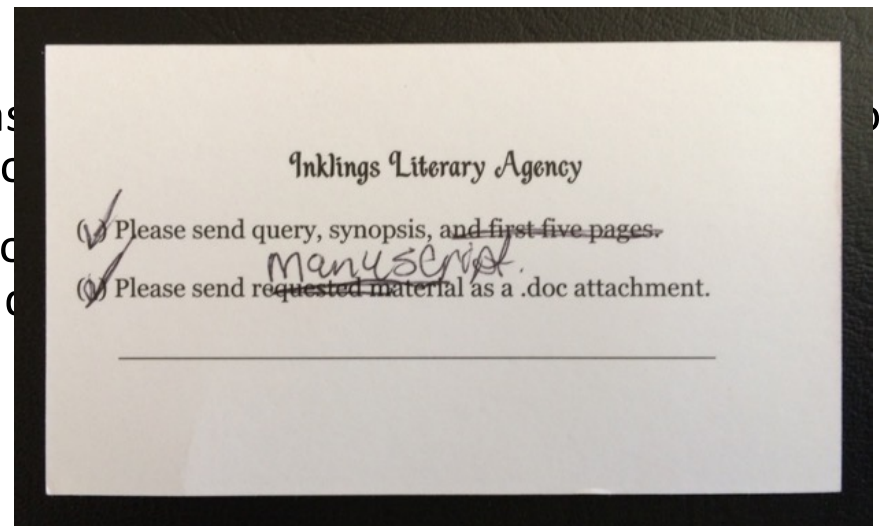 Inklings Literary Agency
() Please send query, synopsis, and first five pages.
manuscript.
() Please send requested material as a .doc attachment.